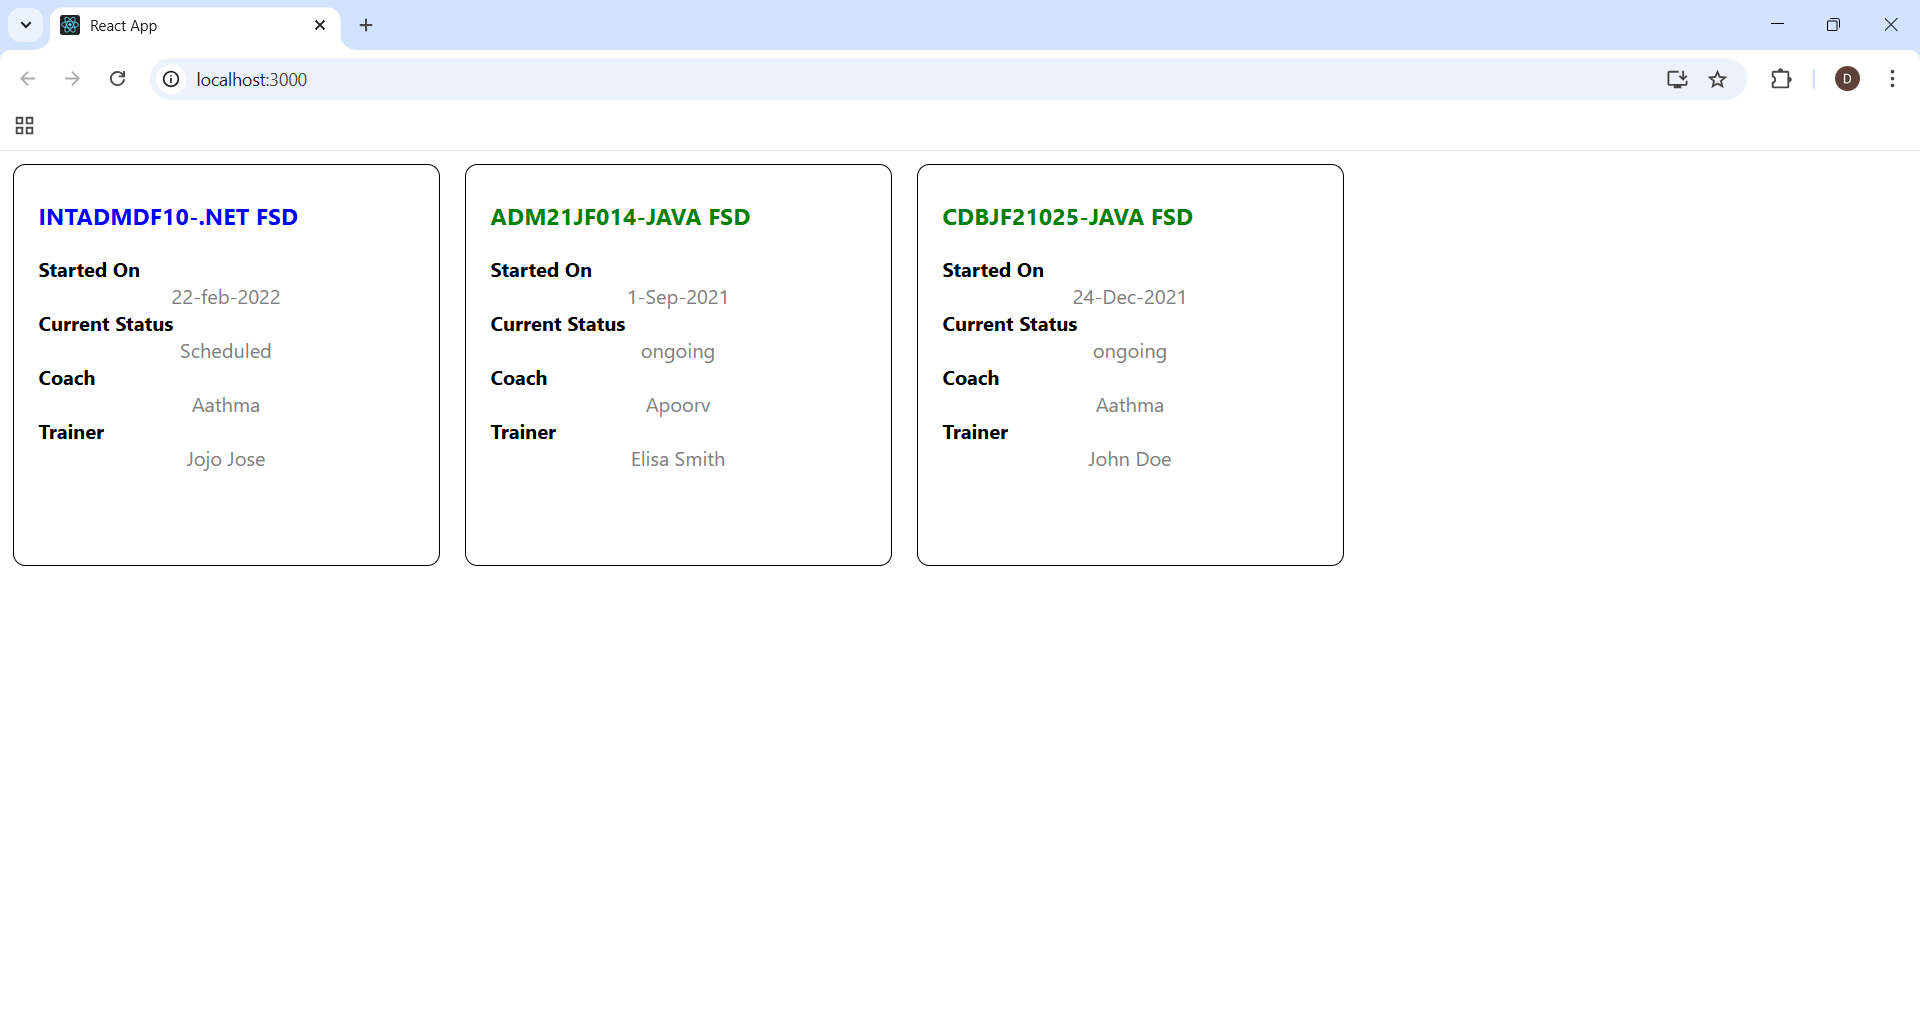 React App
localhost:3000
D
INTADMDF10-.NET FSD
Started On
22-feb-2022
Current Status
Scheduled
Coach
Aathma
Trainer
Jojo Jose
ADM21JF014-JAVA FSD
Started On
1-Sep-2021
Current Status
ongoing
Coach
Apoorv
Trainer
Elisa Smith
CDBJF21025-JAVA FSD
Started On
24-Dec-2021
Current Status
ongoing
Coach
Aathma
Trainer
John Doe